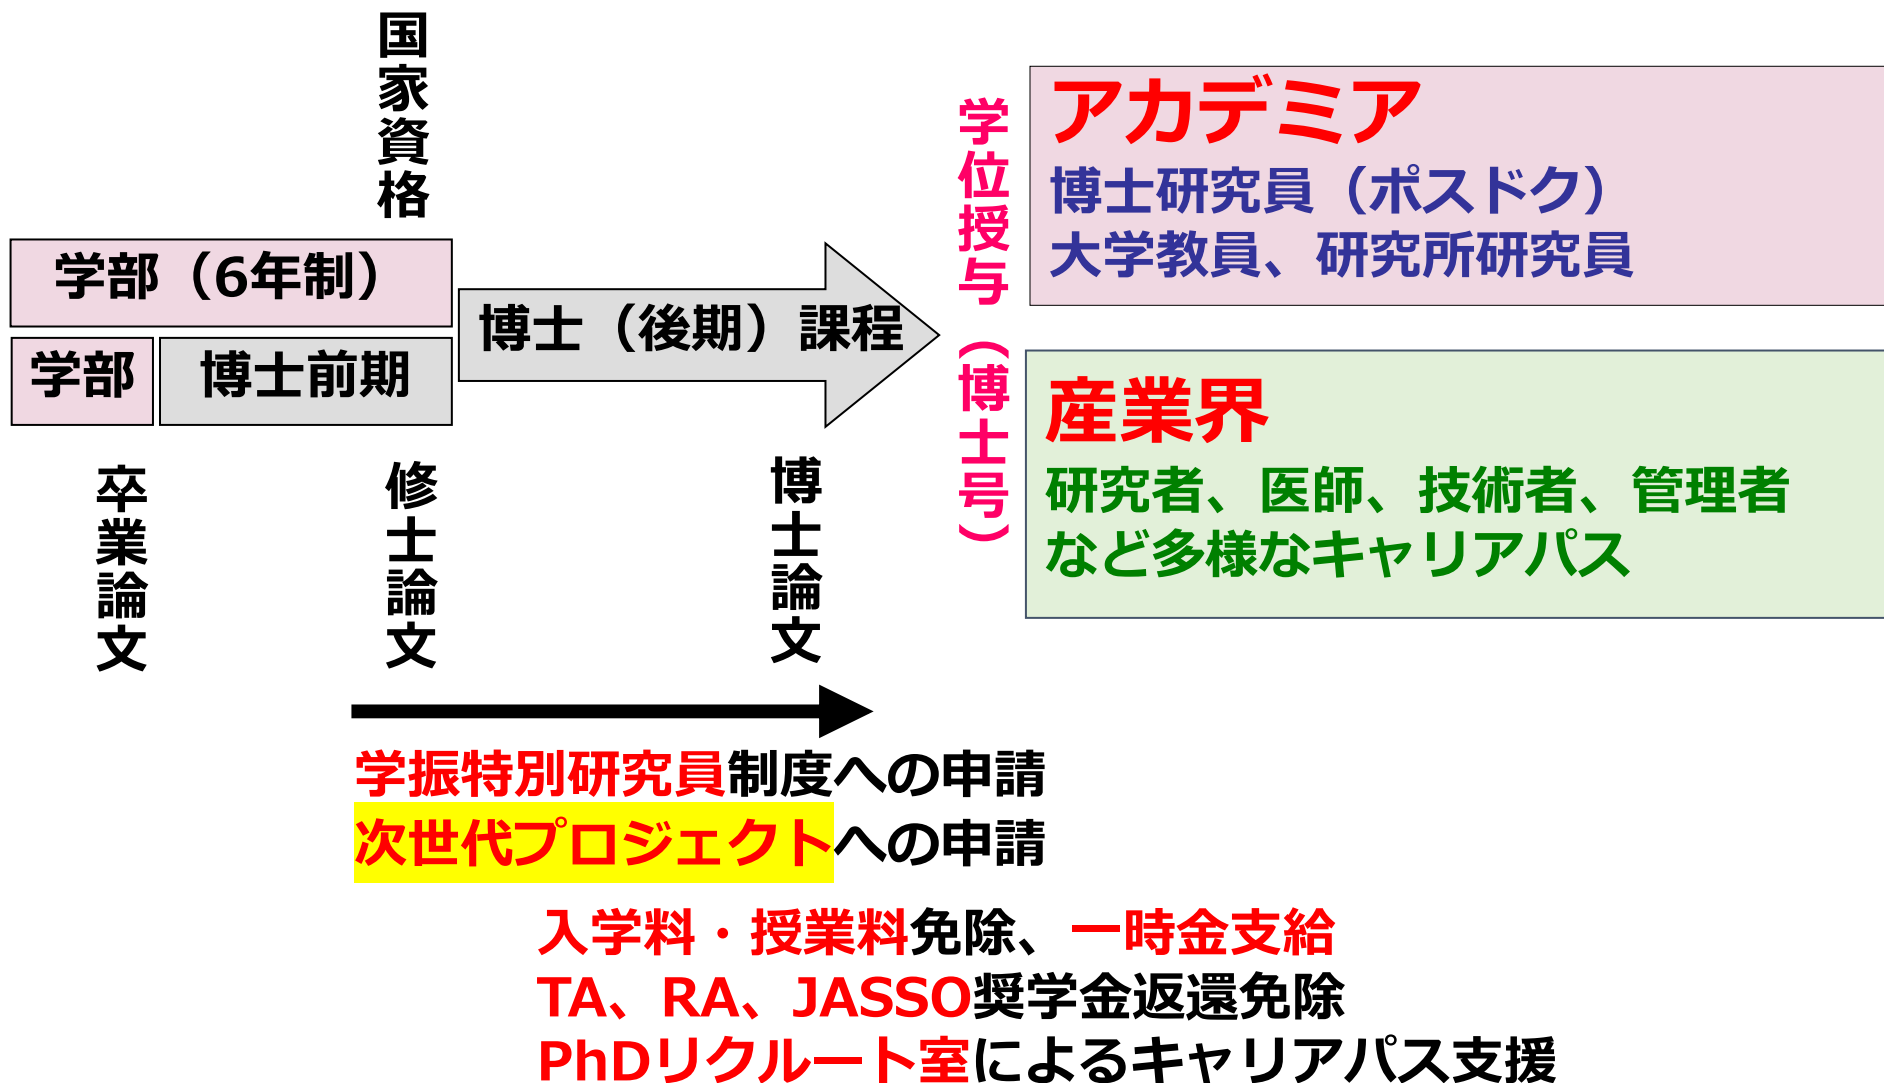 国家資格
学部（6年制）
学部
博士前期
博士（後期）課程
卒業論文
修士論文
博士論文
学位授与（博士号）
アカデミア
博士研究員（ポスドク）
大学教員、研究所研究員
産業界
研究者、医師、技術者、管理者
など多様なキャリアパス
学振特別研究員制度への申請
次世代プロジェクトへの申請
入学料・授業料免除、一時金支給
TA、RA、JASSO奨学金返還免除
PhDリクルート室によるキャリアパス支援